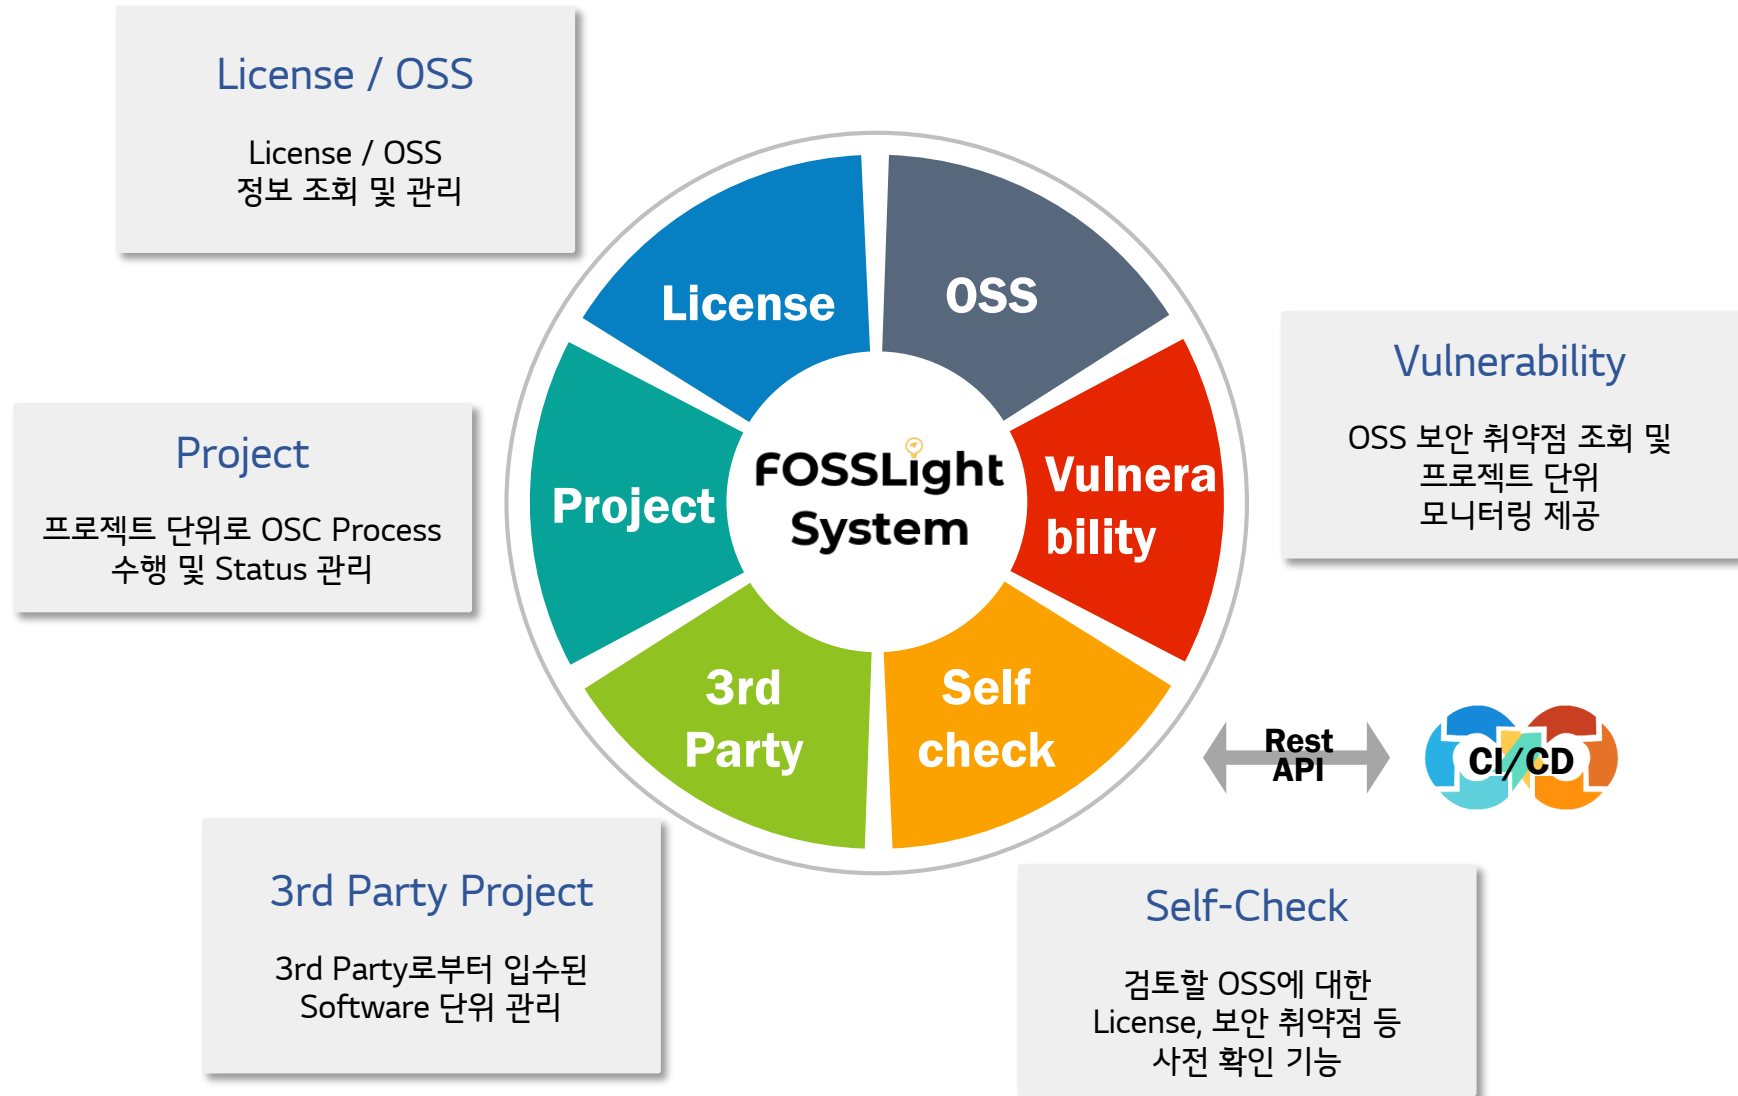 License / OSS
License / OSS
정보 조회 및 관리
License
OSS
Vulnerability
OSS 보안 취약점 조회 및
프로젝트 단위
모니터링 제공
Project
프로젝트 단위로 OSC Process
수행 및 Status 관리
Project
FOSSLight
System
Vulnera
bility
3rd
Party
Self
check
Rest
API
CI/CD
3rd Party Project
3rd Party로부터 입수된
Software 단위 관리
Self-Check
검토할 OSS에 대한
License, 보안 취약점 등
사전 확인 기능